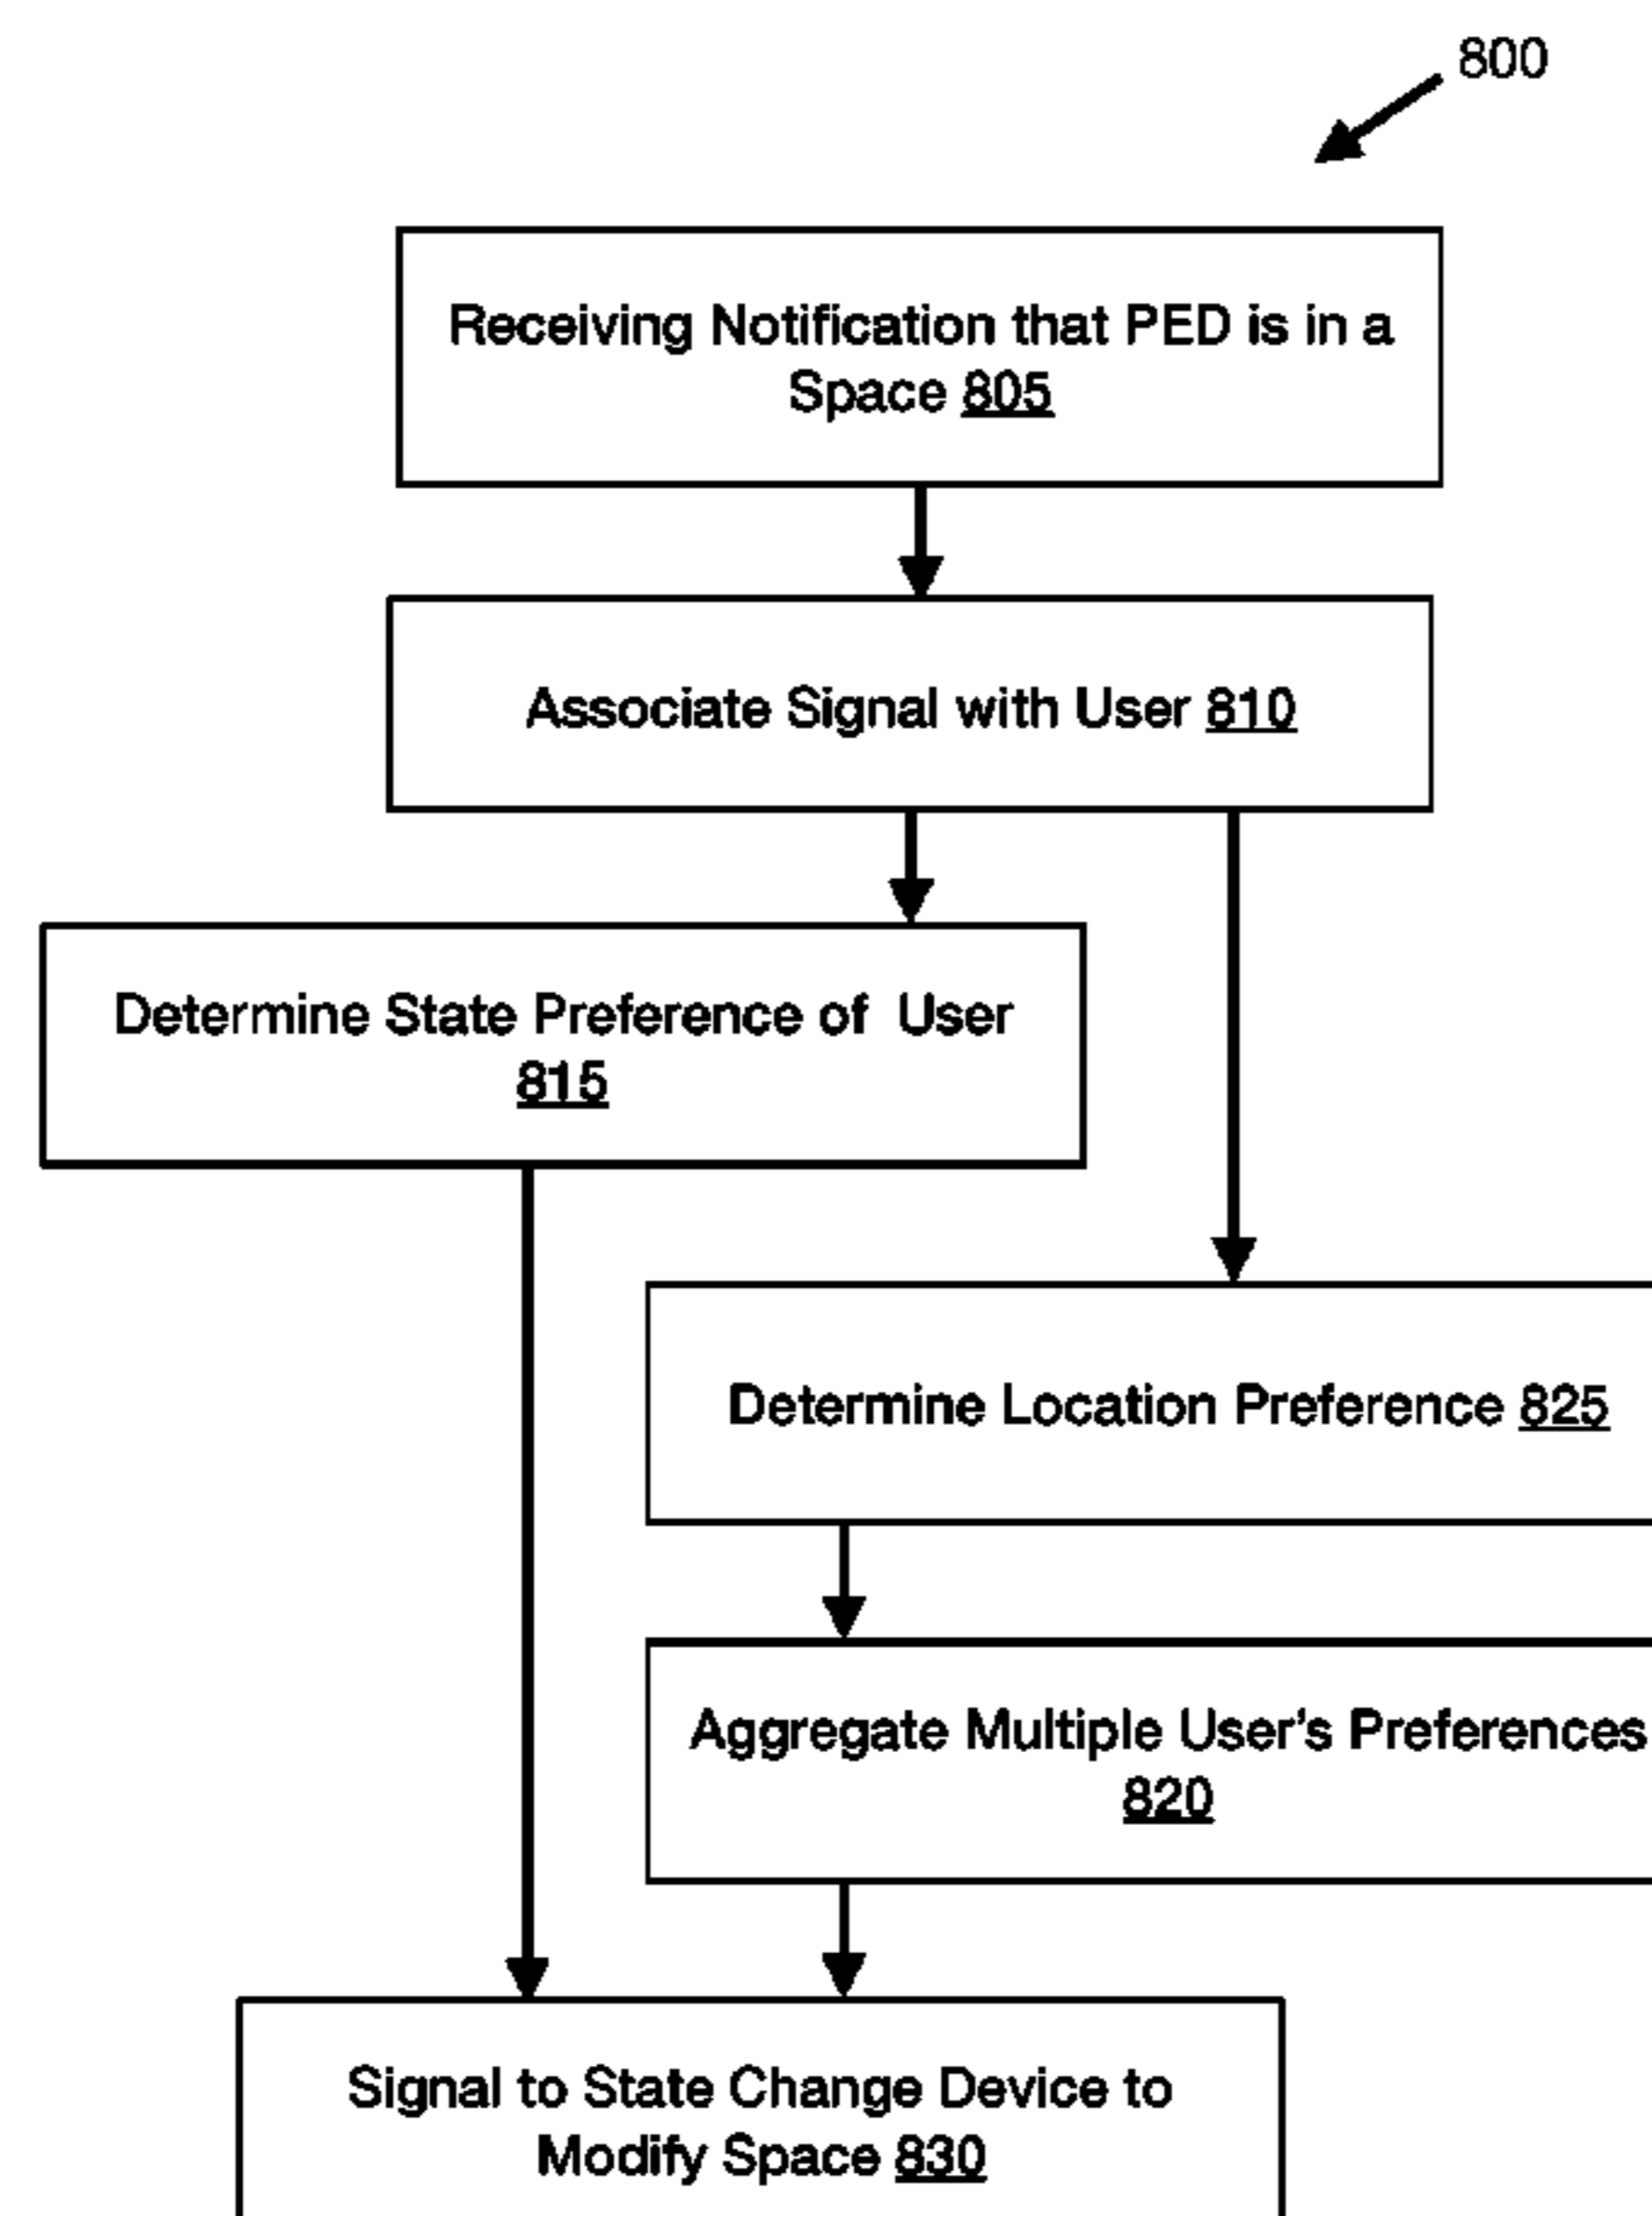 800
Receiving Notification that PED is in a
Space 805
Associate Signal with User 810
Determine State Preference of User
815
Determine Location Preference 825
Aggregate Multiple User's Preferences
820
Signal to State Change Device to
Modify Space 830